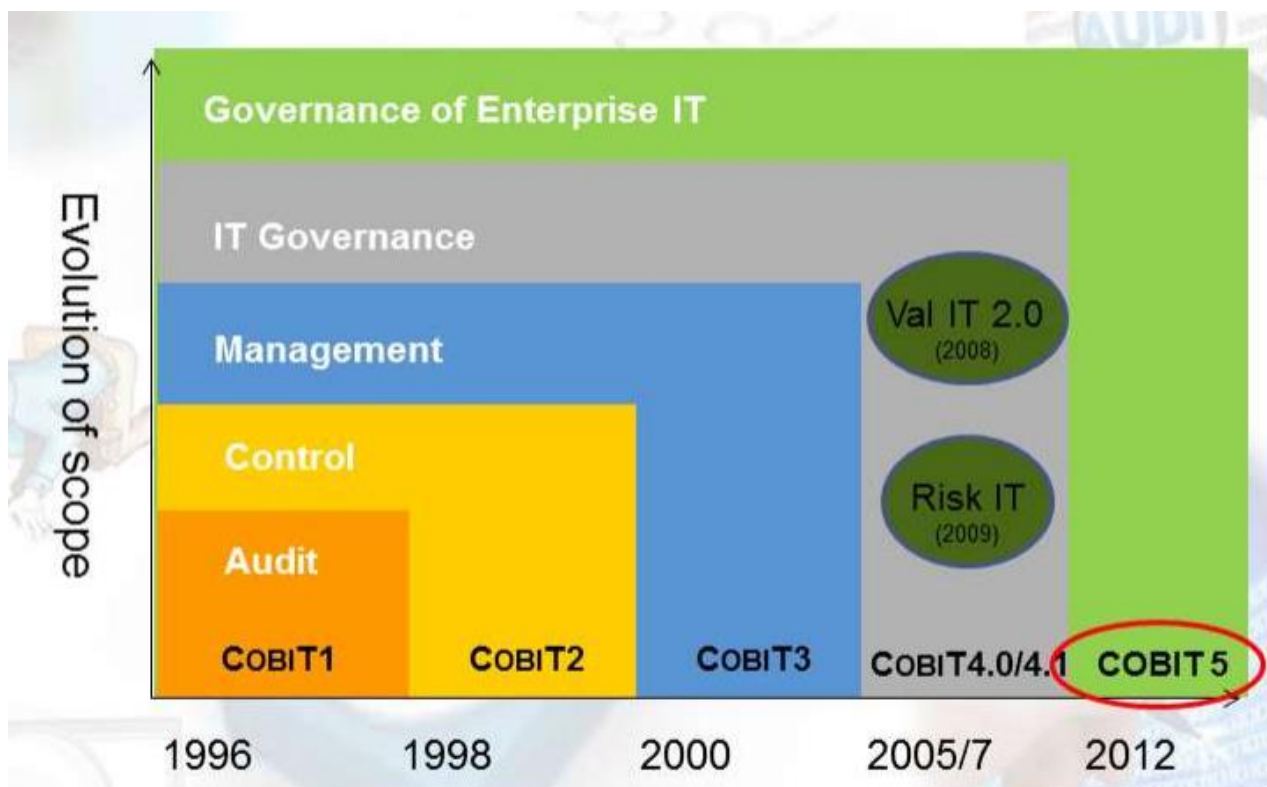 AUDIT
Governance of Enterprise IT
IT Governance
Val IT 2.0
(2008)
Management
Control
Risk IT
(2009)
Audit
COBIT1
COBIT2
COBIT3
COBIT4.0/4.1
COBIT 5
Evolution of scope
1996
1998
2000
2005/7
2012